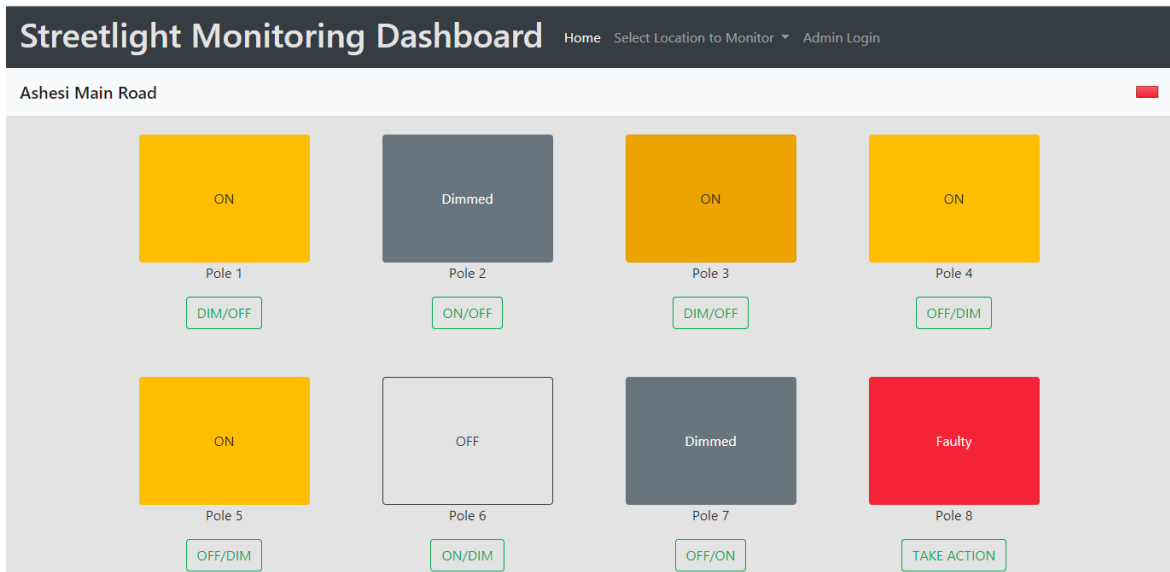 Streetlight Monitoring Dashboard Home Select Location to Monitor Admin Login
Ashesi Main Road
ON Dimmed ON ON
Pole 1 Pole 2 Pole 3 Pole 4
DIM/OFF ON/OFF DIM/OFF OFF/DIM
ON OFF Dimmed Faulty
Pole 5 Pole 6 Pole 7 Pole 8
OFF/DIM ON/DIM OFF/ON TAKE ACTION